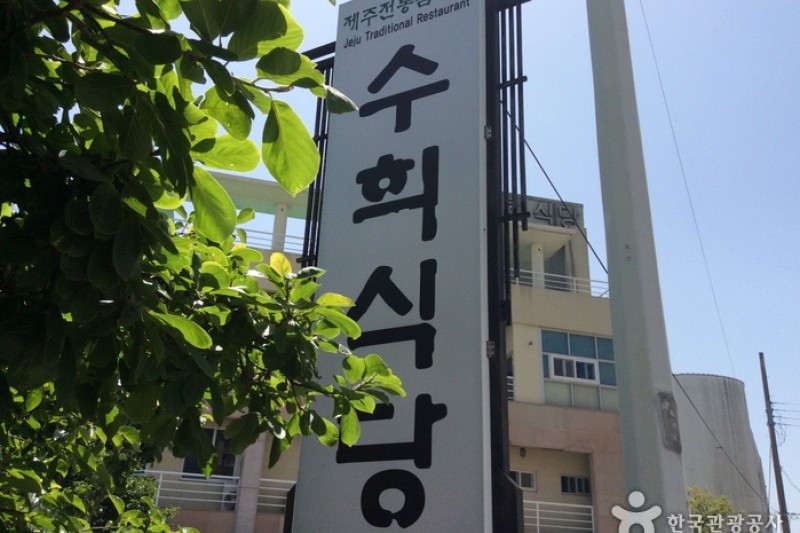 제주전통음
Jeju Traditional Restaurant
수희식당
식당
한국관광공사